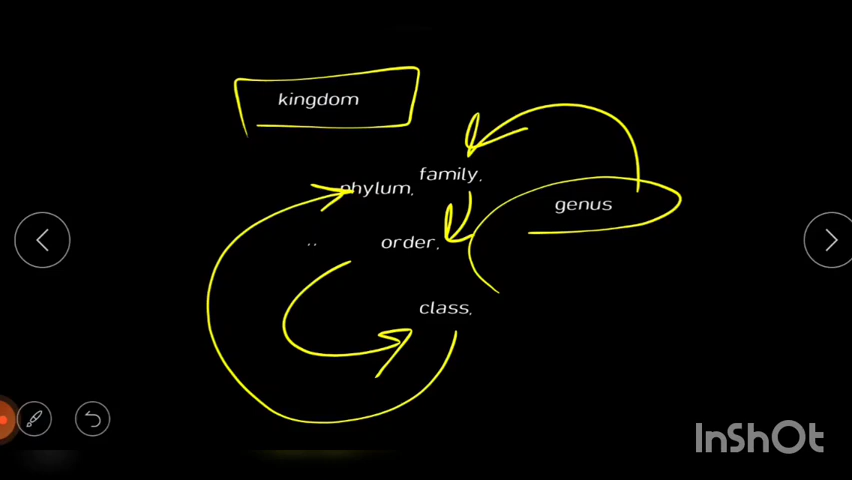 kingdom
family,
phylum,
genus
..
order,
class,
InShOt